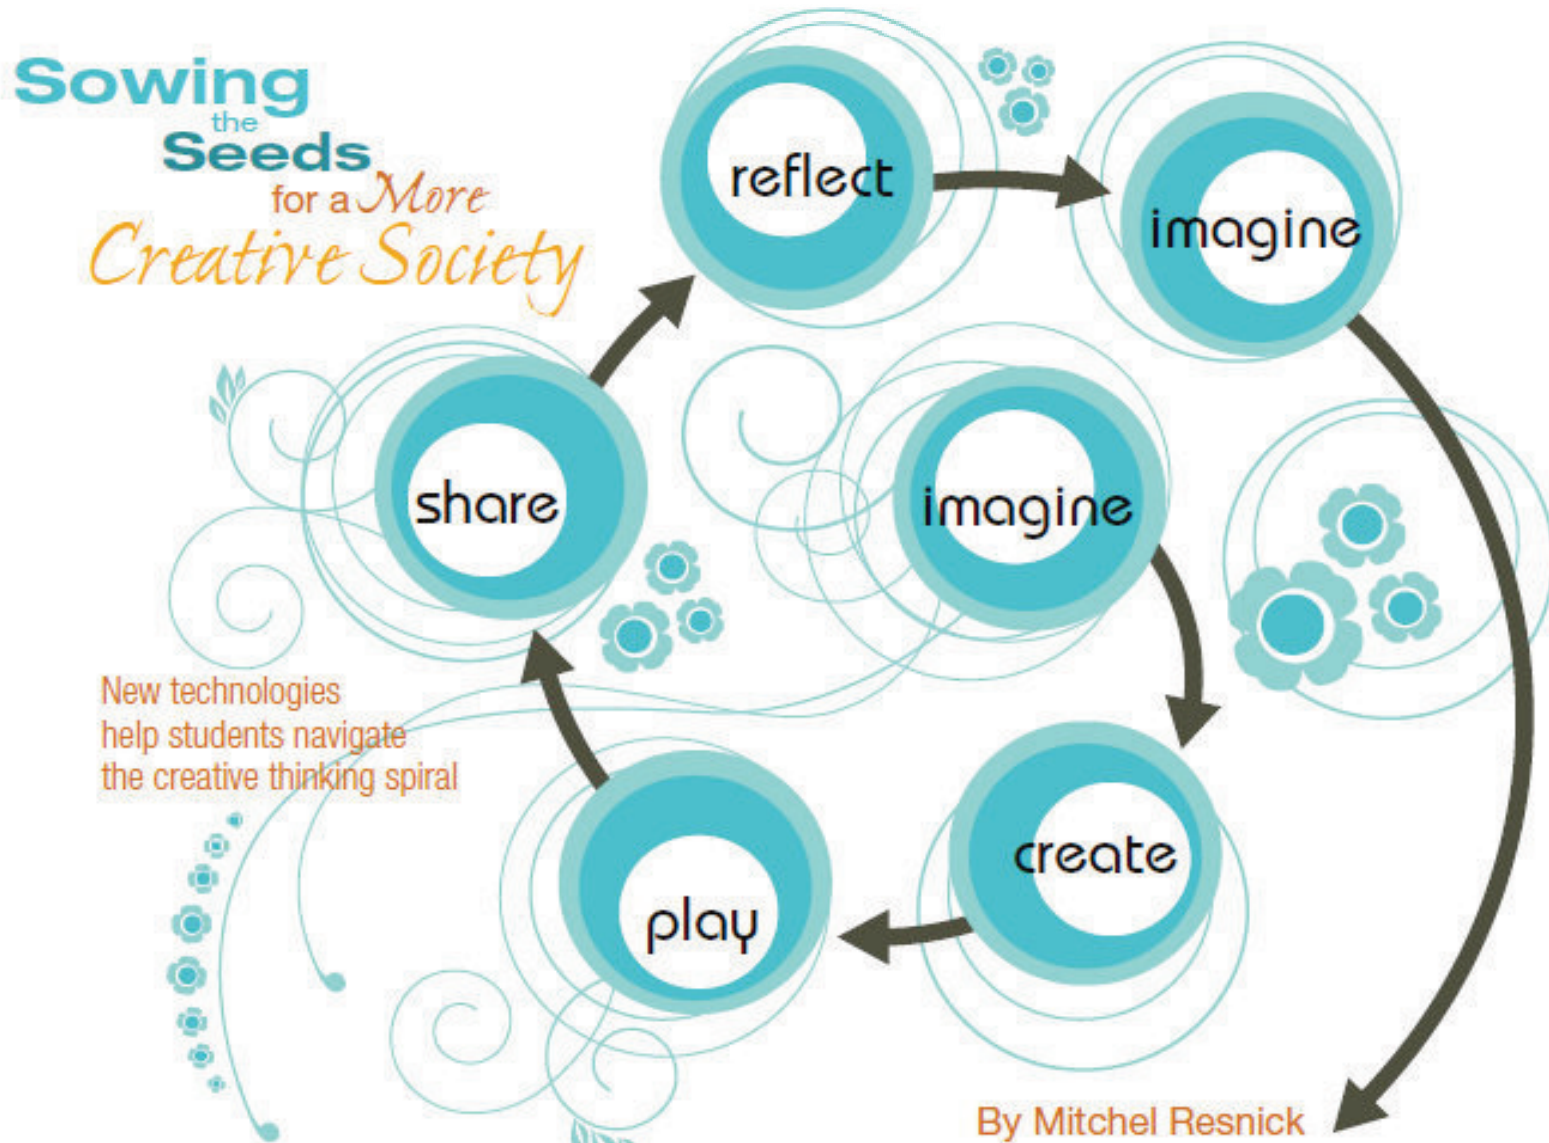 Sowing
the
Seeds
for a More
Creative Society
reflect
imagine
share
imagine
New technologies
help students navigate
the creative thinking spiral
create
play
By Mitchel Resnick